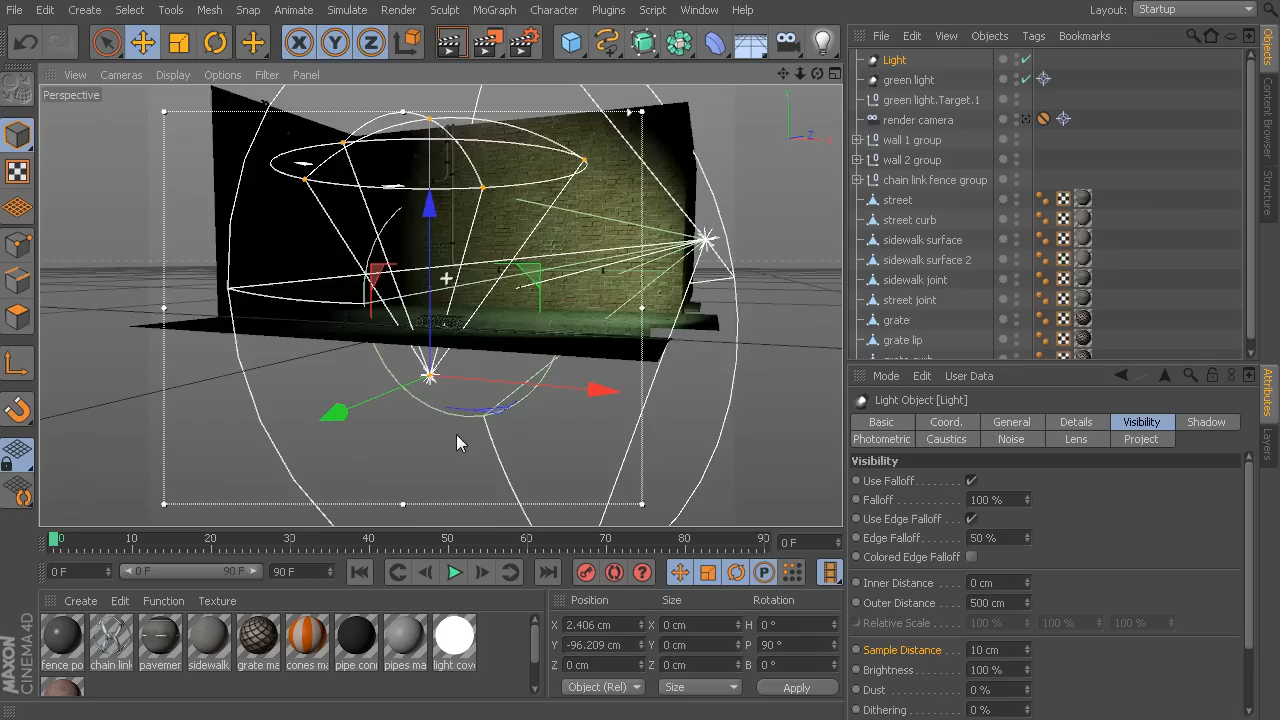 File Edit Create Select Tools Mesh Snap Animate Simulate Render Sculpt MoGraph Character Plugins Script Window Help
Layout: Startup
View Cameras Display Options Filter Panel
Perspective
Y
Z
X
File Edit View Objects Tags Bookmarks
Light
green light
green light.Target.1
render camera
wall 1 group
wall 2 group
chain link fence group
street
street curb
sidewalk surface
sidewalk surface 2
sidewalk joint
street joint
grate
grate lip
grate curb
Objects
Content Browser
Structure
Mode Edit User Data
Light Object [Light]
Basic Coord. General Details Visibility Shadow
Photometric Caustics Noise Lens Project
Visibility
Use Falloff
Falloff 100 %
Use Edge Falloff
Edge Falloff 50 %
Colored Edge Falloff
Inner Distance 0 cm
Outer Distance 500 cm
Relative Scale 100 % 100 % 100 %
Sample Distance 10 cm
Brightness 100 %
Dust 0 %
Dithering 0 %
Attributes
Layers
0 10 20 30 40 50 60 70 80 90 0 F
0 F 0 F 90 F 90 F
Create Edit Function Texture
fence po chain link pavemer sidewalk grate ma cones ma pipe coni pipes ma light cove
Position Size Rotation
X 2.406 cm X 0 cm H 0 °
Y -96.209 cm Y 0 cm P 90 °
Z 0 cm Z 0 cm B 0 °
Object (Rel) Size Apply
MAXON
CINEMA 4D